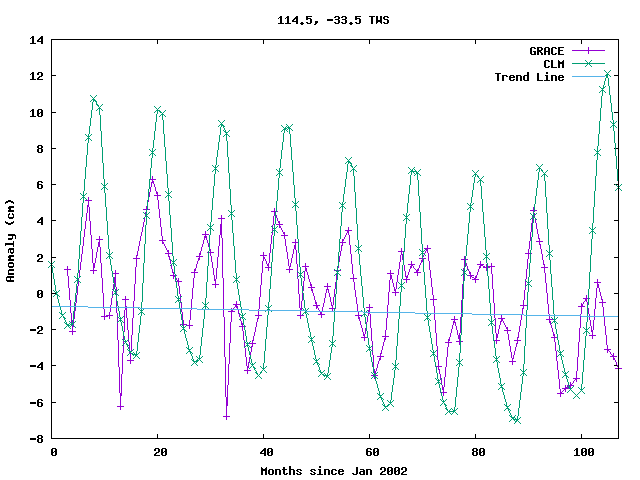 114.5, -33.5 TWS
GRACE
CLM
Trend Line
14
12
10
8
6
4
2
0
-2
-4
-6
-8
Anomaly (cm)
0 20 40 60 80 100
Months since Jan 2002